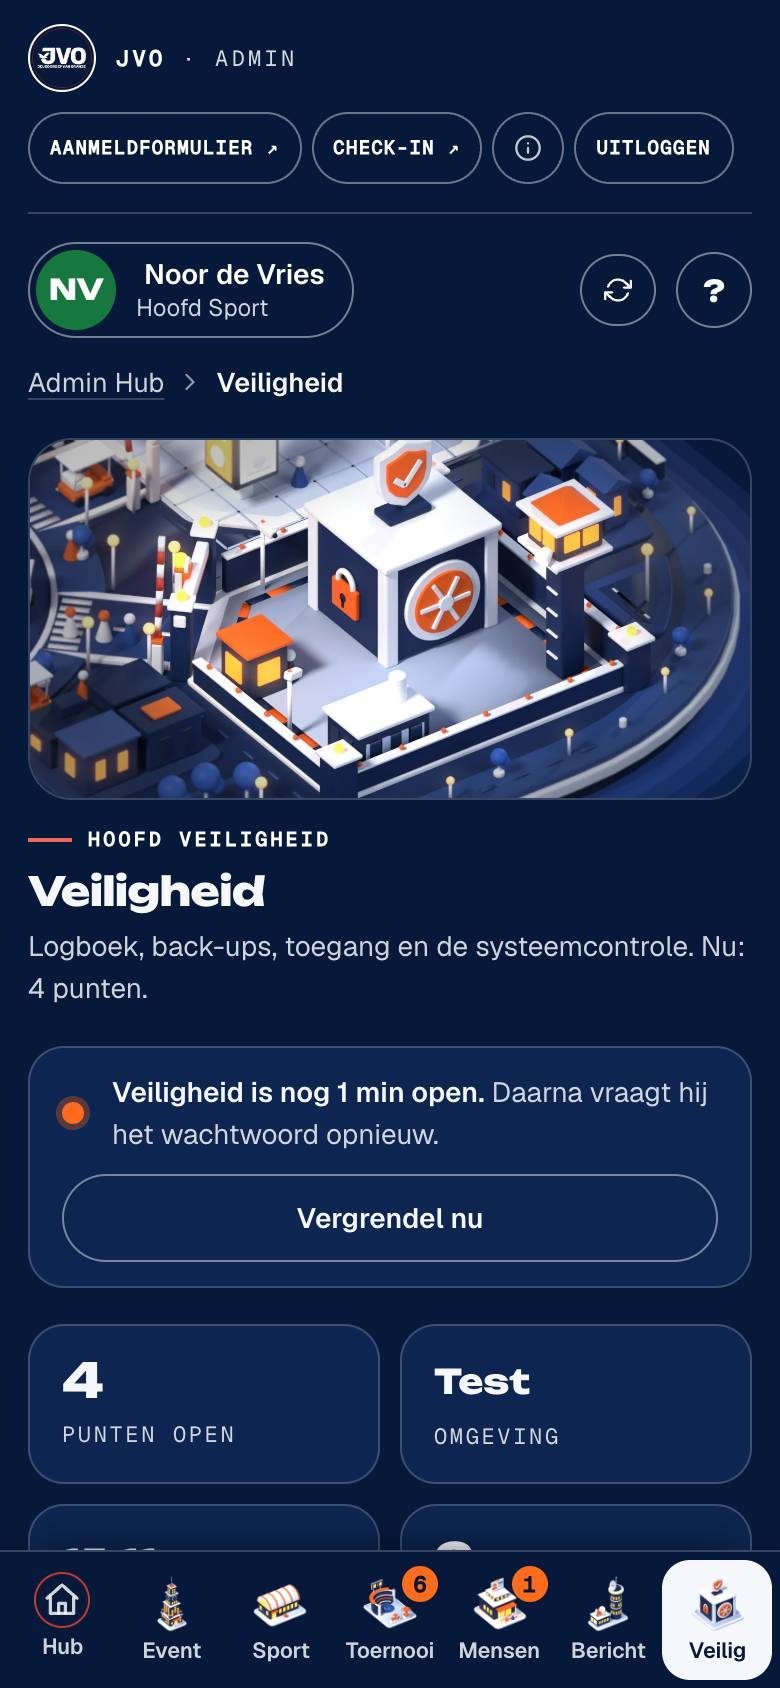 JVO
JVO · ADMIN
AANMELDFORMULIER ↗
CHECK-IN ↗
UITLOGGEN
NV
Noor de Vries
Hoofd Sport
?
Admin Hub > Veiligheid
HOOFD VEILIGHEID
Veiligheid
Logboek, back-ups, toegang en de systeemcontrole. Nu:
4 punten.
Veiligheid is nog 1 min open. Daarna vraagt hij
het wachtwoord opnieuw.
Vergrendel nu
4
PUNTEN OPEN
Test
OMGEVING
Hub
Event
Sport
6
Toernooi
1
Mensen
Bericht
Veilig